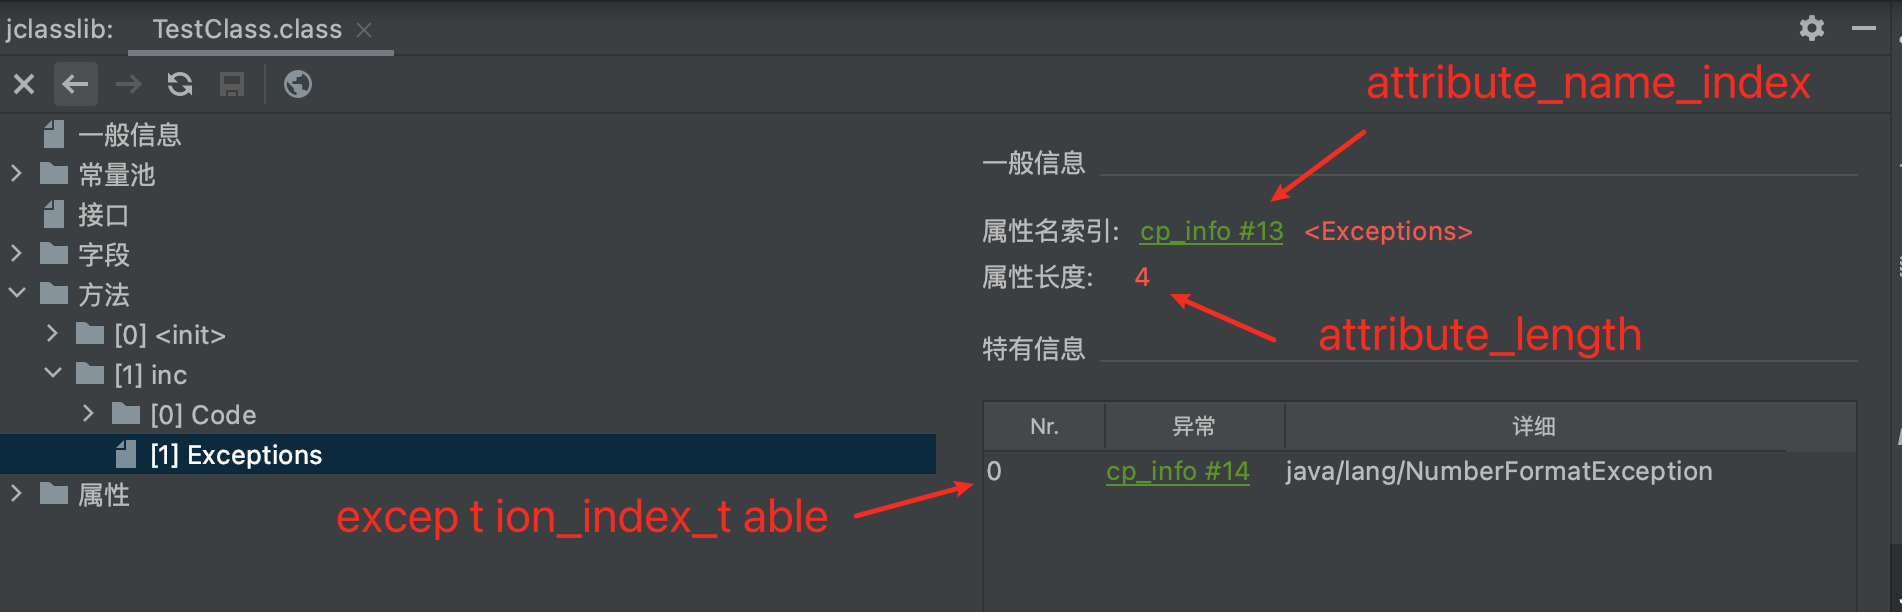 jclasslib: TestClass.class
attribute_name_index
一般信息
常量池
接口
字段
方法
[0] <init>
[1] inc
[0] Code
[1] Exceptions
属性
一般信息
属性名索引: cp_info #13 <Exceptions>
属性长度: 4
attribute_length
特有信息
Nr. 异常 详细
0 cp_info #14 java/lang/NumberFormatException
excep t ion_index_t able